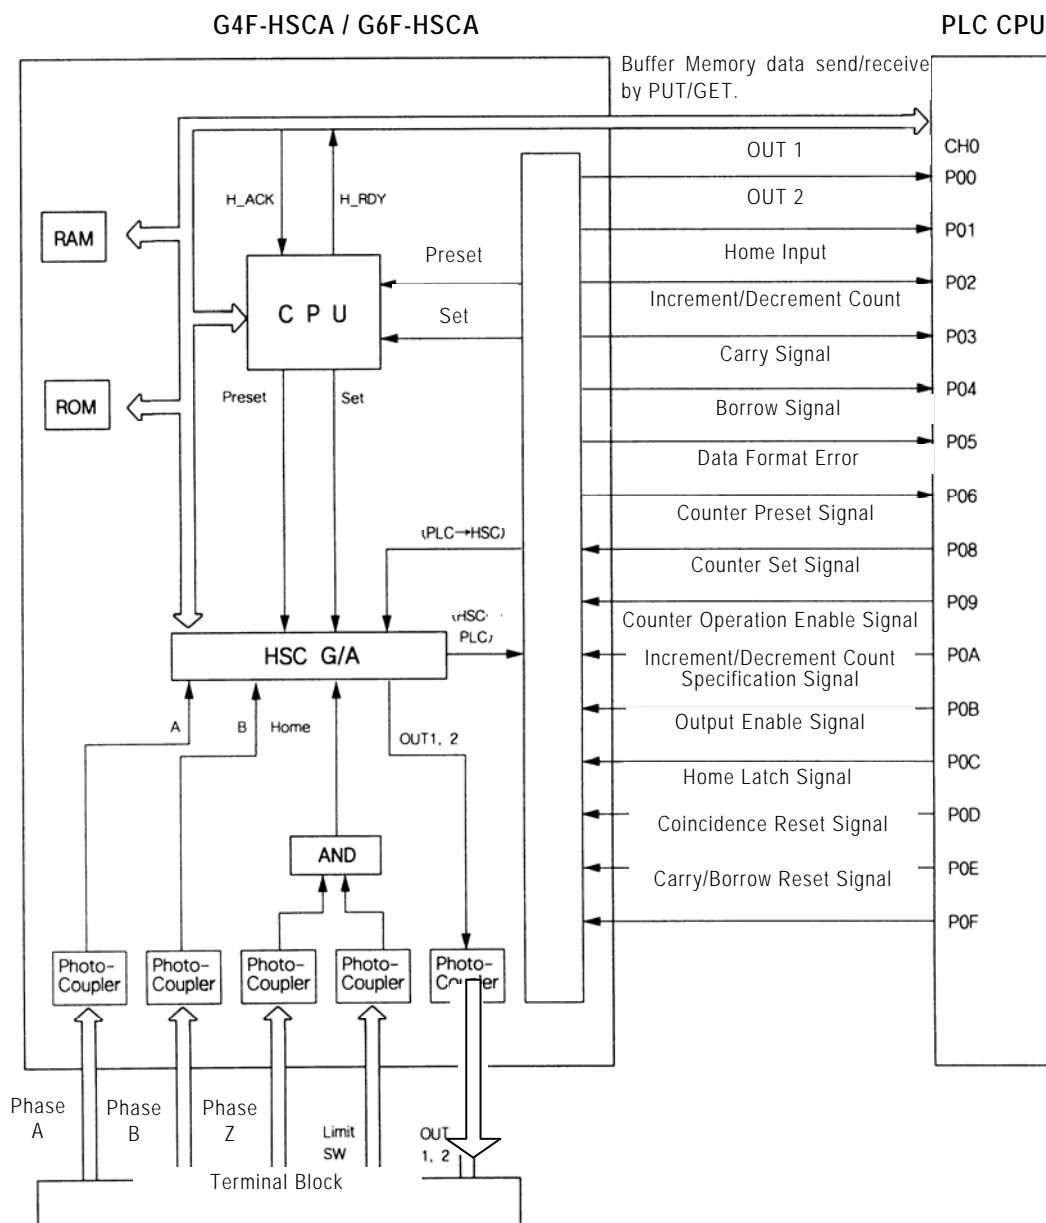 G4F-HSCA / G6F-HSCA
PLC CPU
Buffer Memory data send/receive
by PUT/GET.
CH0
OUT 1
P00
OUT 2
P01
H_ACK
H_RDY
RAM
Home Input
P02
Preset
CPU
Increment/Decrement Count
P03
Set
Carry Signal
P04
Preset
Set
ROM
Borrow Signal
P05
Data Format Error
P06
Counter Preset Signal
(PLC→HSC)
P08
Counter Set Signal
P09
(HSC-
PLC)
Counter Operation Enable Signal
HSC G/A
P0A
Increment/Decrement Count
Specification Signal
P0B
A
B
Home
OUT1, 2
Output Enable Signal
P0C
Home Latch Signal
P0D
Coincidence Reset Signal
AND
P0E
Carry/Borrow Reset Signal
P0F
Photo-
Coupler
Photo-
Coupler
Photo-
Coupler
Photo-
Coupler
Photo-
Phase
A
Phase
B
Phase
Z
Limit
SW
OUT
1, 2
Terminal Block